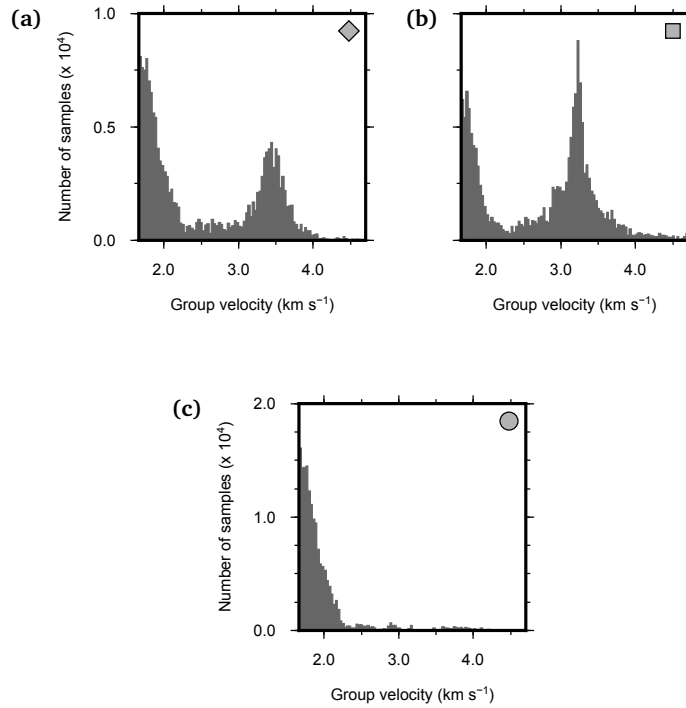 (a)
1.0
0.5
0.0
Number of samples (x 10⁴)
2.0 3.0 4.0
Group velocity (km s⁻¹)
(b)
2.0 3.0 4.0
Group velocity (km s⁻¹)
(c)
2.0
1.0
0.0
Number of samples (x 10⁴)
2.0 3.0 4.0
Group velocity (km s⁻¹)